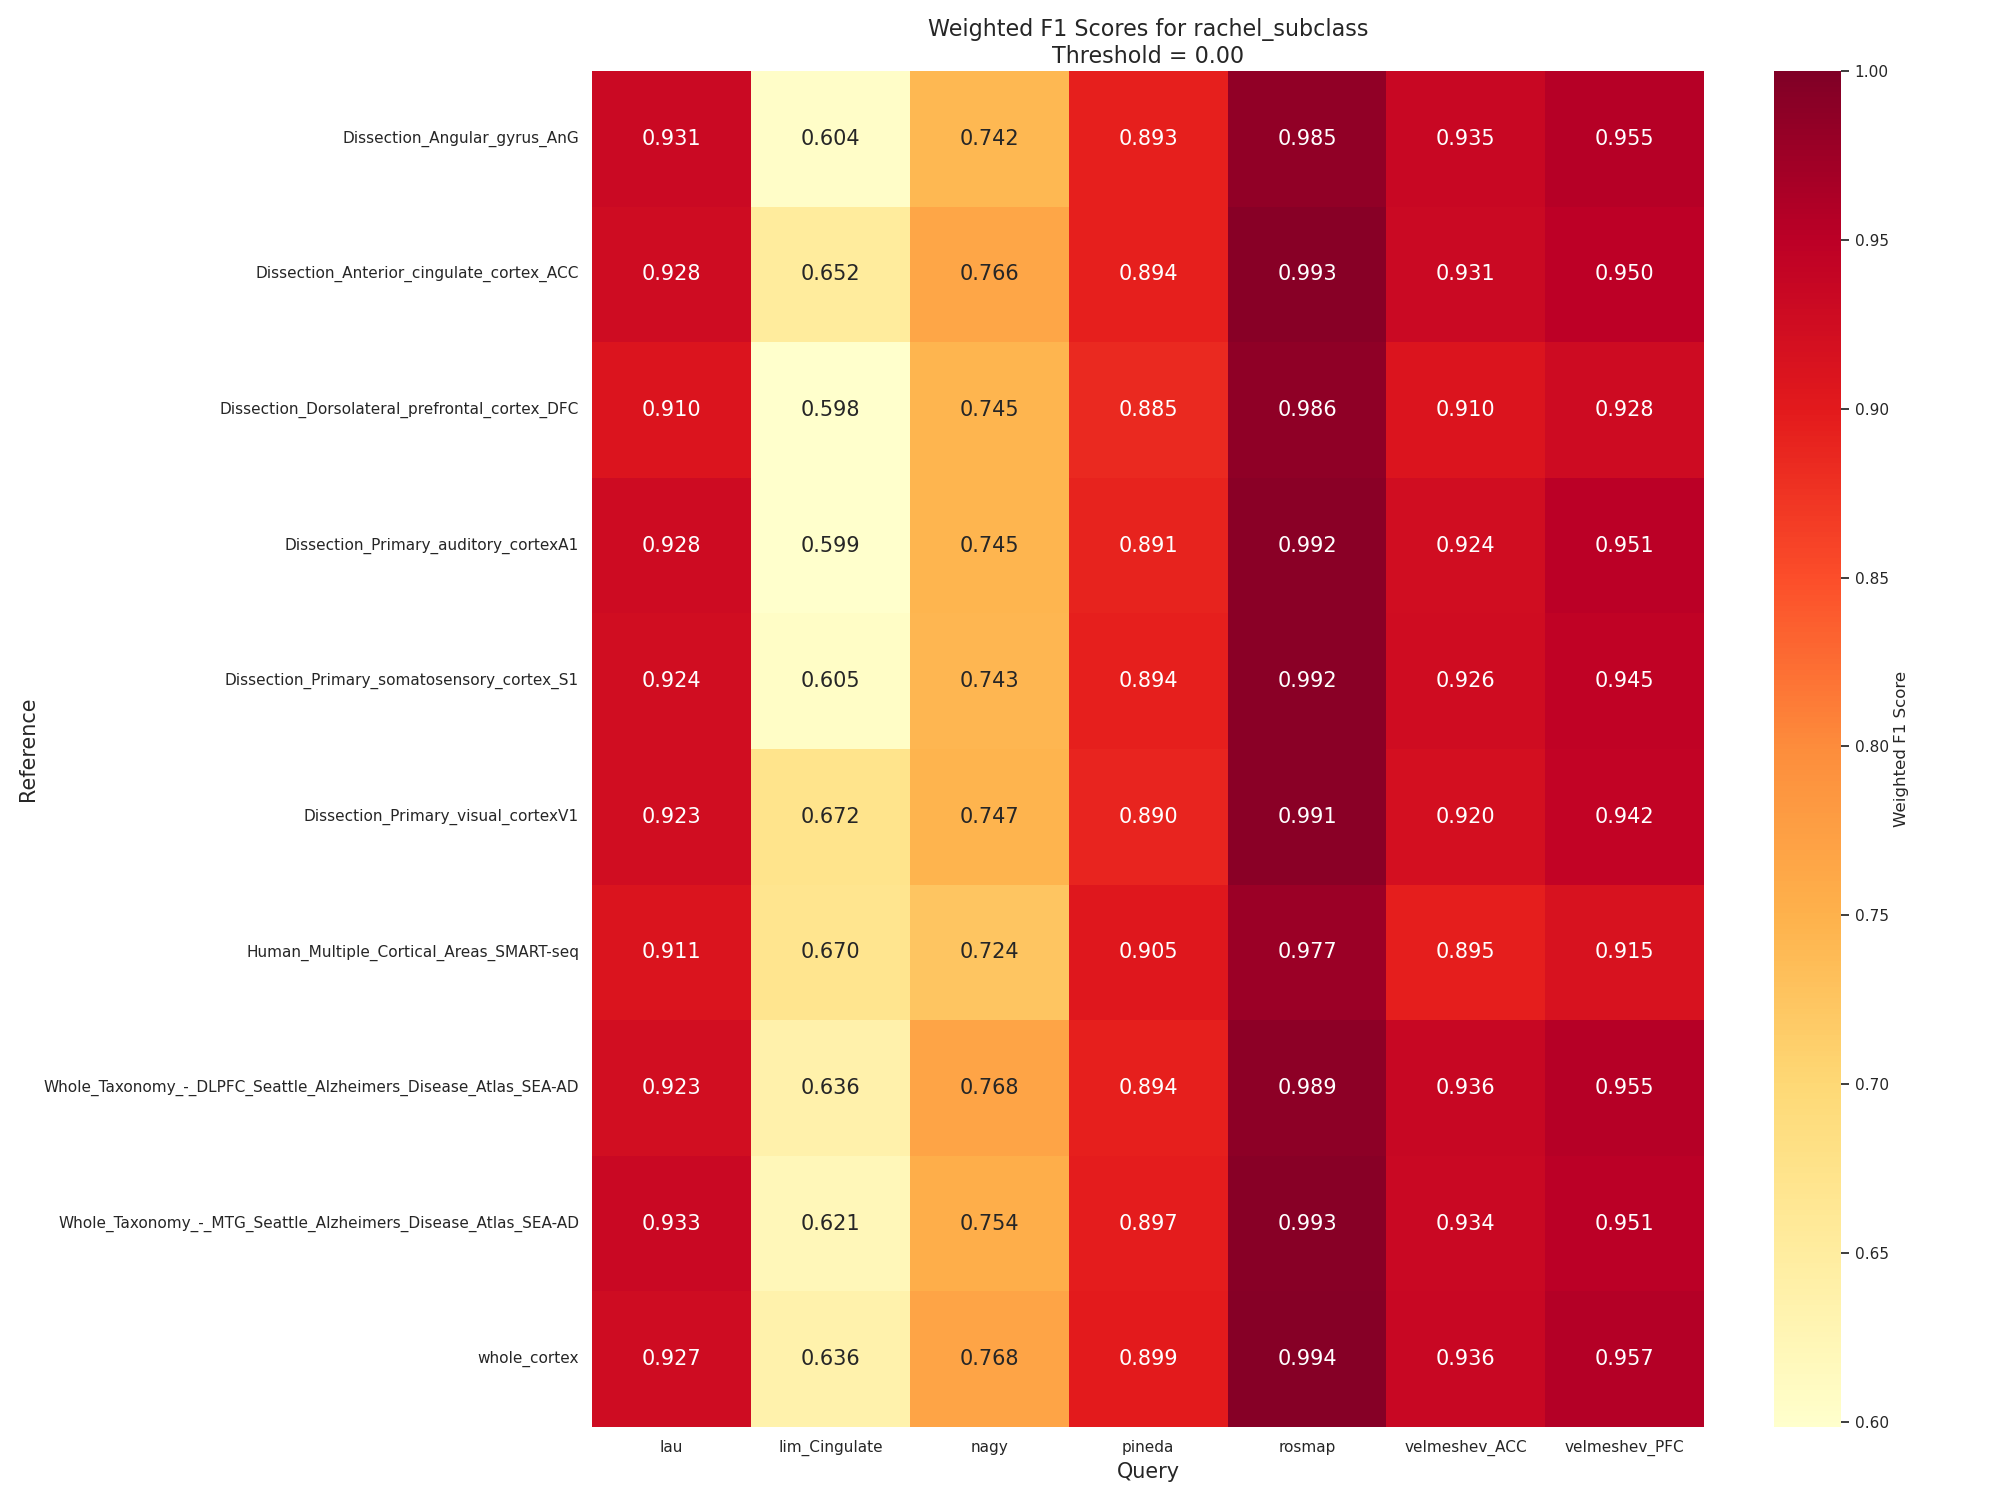 Weighted F1 Scores for rachel_subclass
Threshold = 0.00
Reference
Dissection_Angular_gyrus_AnG 0.931 0.604 0.742 0.893 0.985 0.935 0.955
Dissection_Anterior_cingulate_cortex_ACC 0.928 0.652 0.766 0.894 0.993 0.931 0.950
Dissection_Dorsolateral_prefrontal_cortex_DFC 0.910 0.598 0.745 0.885 0.986 0.910 0.928
Dissection_Primary_auditory_cortexA1 0.928 0.599 0.745 0.891 0.992 0.924 0.951
Dissection_Primary_somatosensory_cortex_S1 0.924 0.605 0.743 0.894 0.992 0.926 0.945
Dissection_Primary_visual_cortexV1 0.923 0.672 0.747 0.890 0.991 0.920 0.942
Human_Multiple_Cortical_Areas_SMART-seq 0.911 0.670 0.724 0.905 0.977 0.895 0.915
Whole_Taxonomy_-_DLPFC_Seattle_Alzheimers_Disease_Atlas_SEA-AD 0.923 0.636 0.768 0.894 0.989 0.936 0.955
Whole_Taxonomy_-_MTG_Seattle_Alzheimers_Disease_Atlas_SEA-AD 0.933 0.621 0.754 0.897 0.993 0.934 0.951
whole_cortex 0.927 0.636 0.768 0.899 0.994 0.936 0.957
lau lim_Cingulate nagy pineda rosmap velmeshev_ACC velmeshev_PFC
Query
1.00
0.95
0.90
0.85
0.80
0.75
0.70
0.65
0.60
Weighted F1 Score